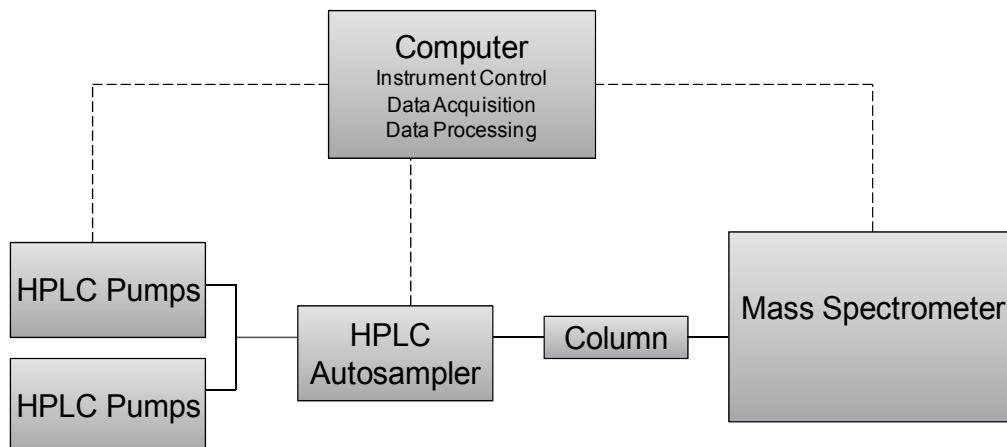 Computer
Instrument Control
Data Acquisition
Data Processing
HPLC Pumps
HPLC Pumps
HPLC
Autosampler
Column
Mass Spectrometer